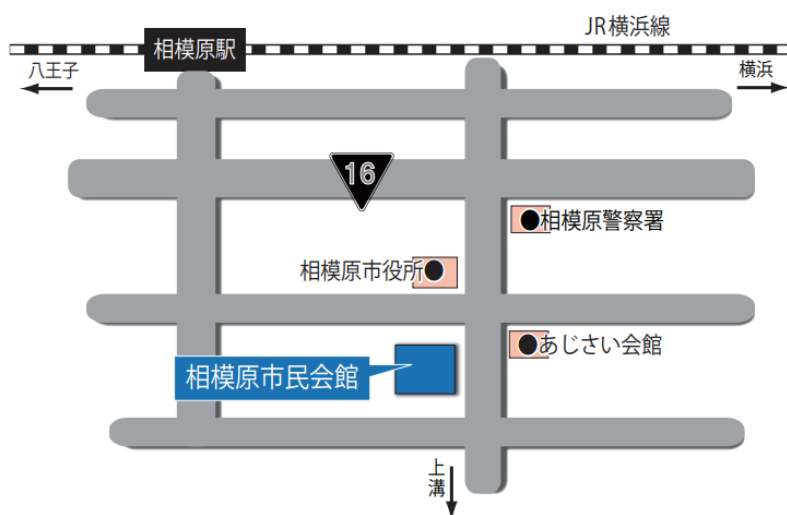 JR横浜線
相模原駅
八王子
横浜
16
相模原警察署
相模原市役所
あじさい会館
相模原市民会館
上溝